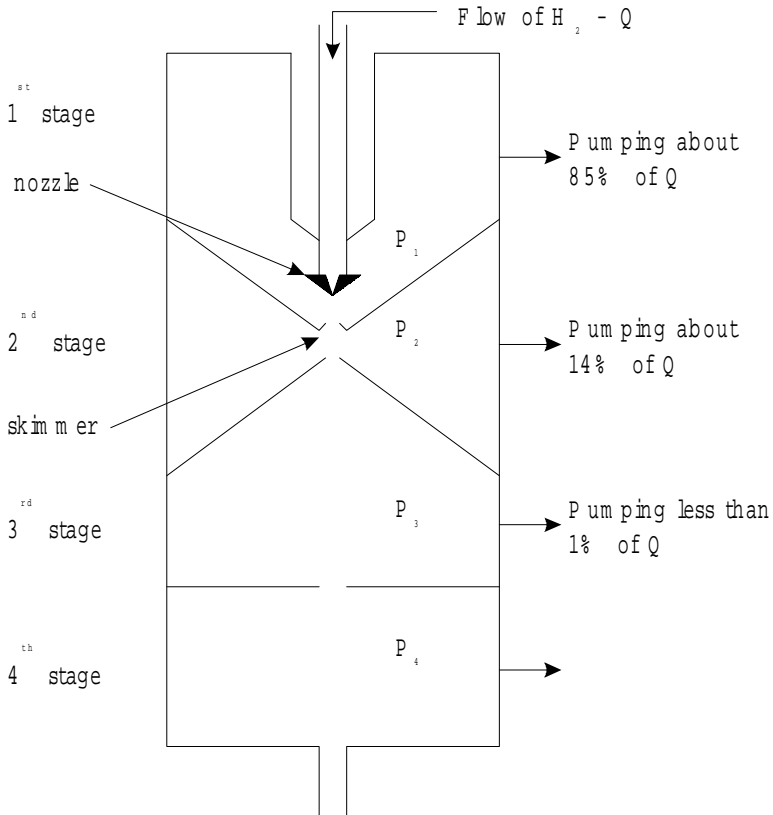 Flow of H2 - Q
1st stage
Pumping about
85% of Q
nozzle
P1
2nd stage
P2
Pumping about
14% of Q
skimmer
3rd stage
P3
Pumping less than
1% of Q
4th stage
P4